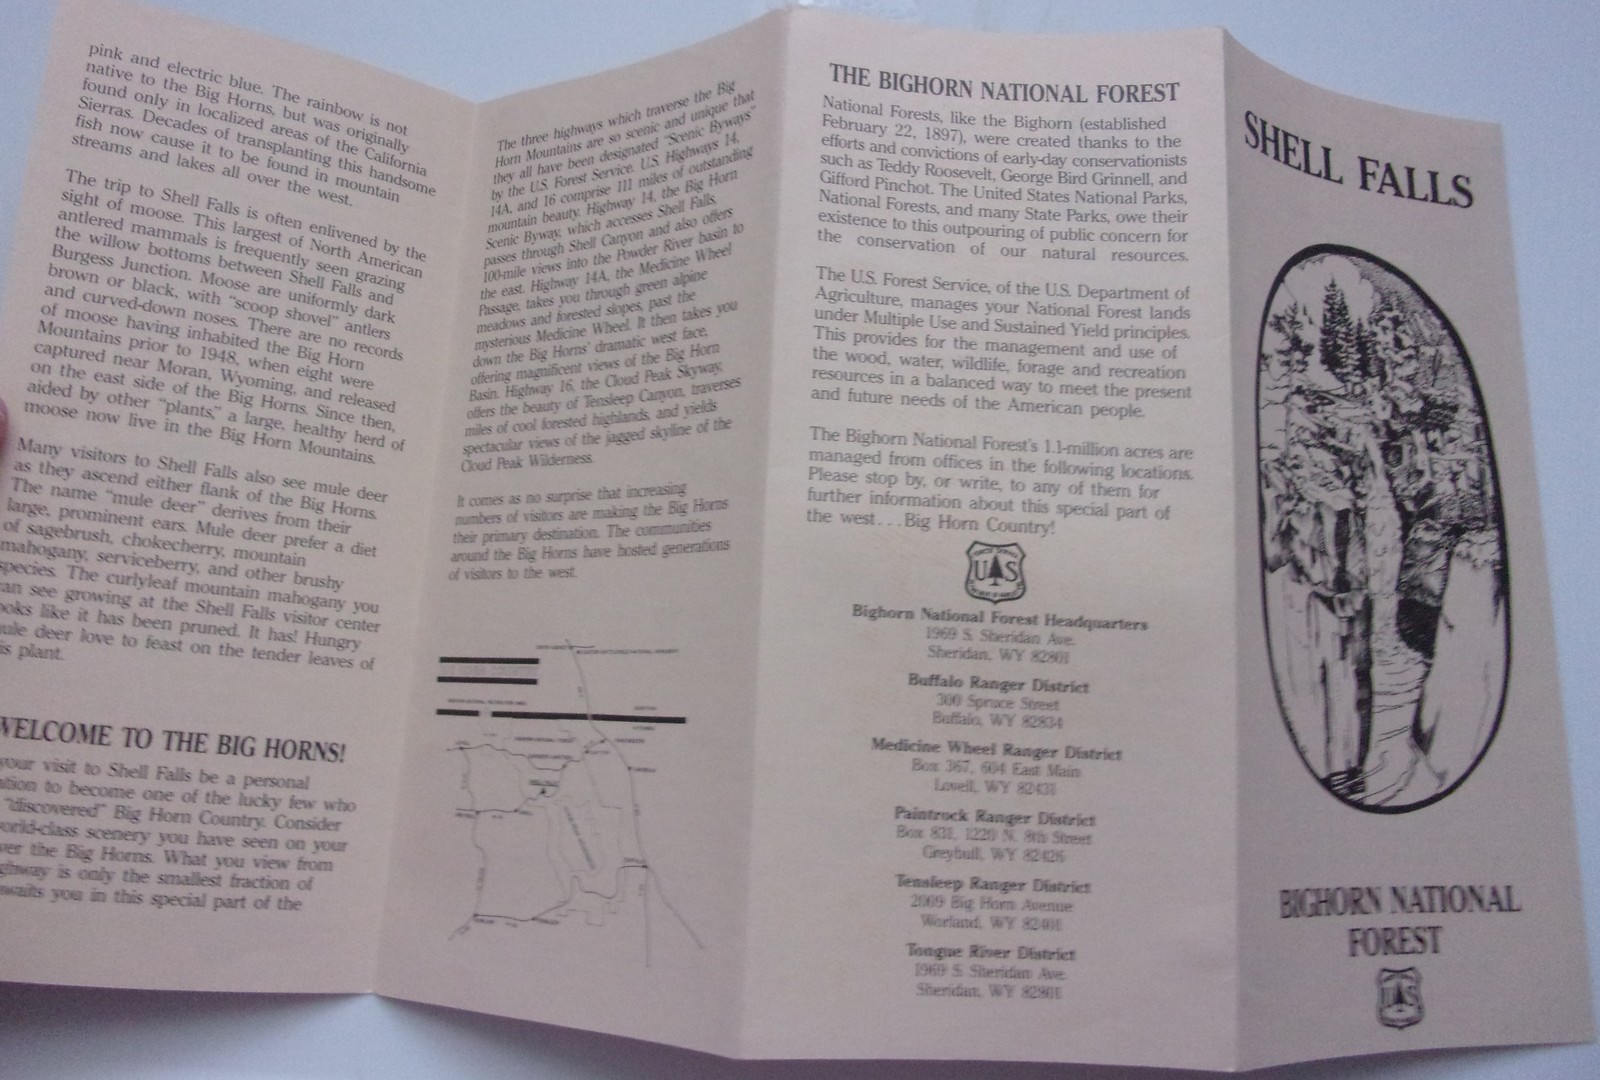 pink and electric blue. The rainbow is not
native to the Big Horns, but was originally
found only in localized areas of the California
Sierras. Decades of transplanting this handsome
fish now cause it to be found in mountain
streams and lakes all over the west.
The trip to Shell Falls is often enlivened by the
sight of moose. This largest of North American
antlered mammals is frequently seen grazing
the willow bottoms between Shell Falls and
Burgess Junction. Moose are uniformly dark
brown or black, with "scoop shovel" antlers
and curved-down noses. There are no records
of moose having inhabited the Big Horn
Mountains prior to 1948, when eight were
captured near Moran, Wyoming, and released
on the east side of the Big Horns. Since then,
aided by other "plants," a large, healthy herd of
moose now live in the Big Horn Mountains.
Many visitors to Shell Falls also see mule deer
as they ascend either flank of the Big Horns.
The name "mule deer" derives from their
large, prominent ears. Mule deer prefer a diet
of sagebrush, chokecherry, mountain
mahogany, serviceberry, and other brushy
species. The curlyleaf mountain mahogany you
an see growing at the Shell Falls visitor center
ooks like it has been pruned. It has! Hungry
ule deer love to feast on the tender leaves of
is plant.
WELCOME TO THE BIG HORNS!
your visit to Shell Falls be a personal
ation to become one of the lucky few who
"discovered" Big Horn Country. Consider
orld-class scenery you have seen on your
ver the Big Horns. What you view from
ghway is only the smallest fraction of
waits you in this special part of the
The three highways which traverse the Big
Horn Mountains are so scenic and unique that
they all have been designated "Scenic Byways"
by the U.S. Forest Service. U.S. Highways 14,
14A, and 16 comprise 111 miles of outstanding
mountain beauty. Highway 14, the Big Horn
Scenic Byway, which accesses Shell Falls,
passes through Shell Canyon and also offers
100-mile views into the Powder River basin to
the east. Highway 14A, the Medicine Wheel
Passage, takes you through green alpine
meadows and forested slopes, past the
mysterious Medicine Wheel. It then takes you
down the Big Horns' dramatic west face,
offering magnificent views of the Big Horn
Basin. Highway 16, the Cloud Peak Skyway,
offers the beauty of Tensleep Canyon, traverses
miles of cool forested highlands, and yields
spectacular views of the jagged skyline of the
Cloud Peak Wilderness.
It comes as no surprise that increasing
numbers of visitors are making the Big Horns
their primary destination. The communities
around the Big Horns have hosted generations
of visitors to the west.
THE BIGHORN NATIONAL FOREST
National Forests, like the Bighorn (established
February 22, 1897), were created thanks to the
efforts and convictions of early-day conservationists
such as Teddy Roosevelt, George Bird Grinnell, and
Gifford Pinchot. The United States National Parks,
National Forests, and many State Parks, owe their
existence to this outpouring of public concern for
the conservation of our natural resources.
The U.S. Forest Service, of the U.S. Department of
Agriculture, manages your National Forest lands
under Multiple Use and Sustained Yield principles.
This provides for the management and use of
the wood, water, wildlife, forage and recreation
resources in a balanced way to meet the present
and future needs of the American people.
The Bighorn National Forest's 1.1-million acres are
managed from offices in the following locations.
Please stop by, or write, to any of them for
further information about this special part of
the west...Big Horn Country!
US
Bighorn National Forest Headquarters
1969 S. Sheridan Ave.
Sheridan, WY 82801
Buffalo Ranger District
300 Spruce Street
Buffalo, WY 82834
Medicine Wheel Ranger District
Box 367, 604 East Main
Lovell, WY 82431
Paintrock Ranger District
Box 831, 1220 N. 8th Street
Greybull, WY 82426
Tensleep Ranger District
2009 Big Horn Avenue
Worland, WY 82401
Tongue River District
1969 S. Sheridan Ave.
Sheridan, WY 82801
SHELL FALLS
BIGHORN NATIONAL
FOREST
US